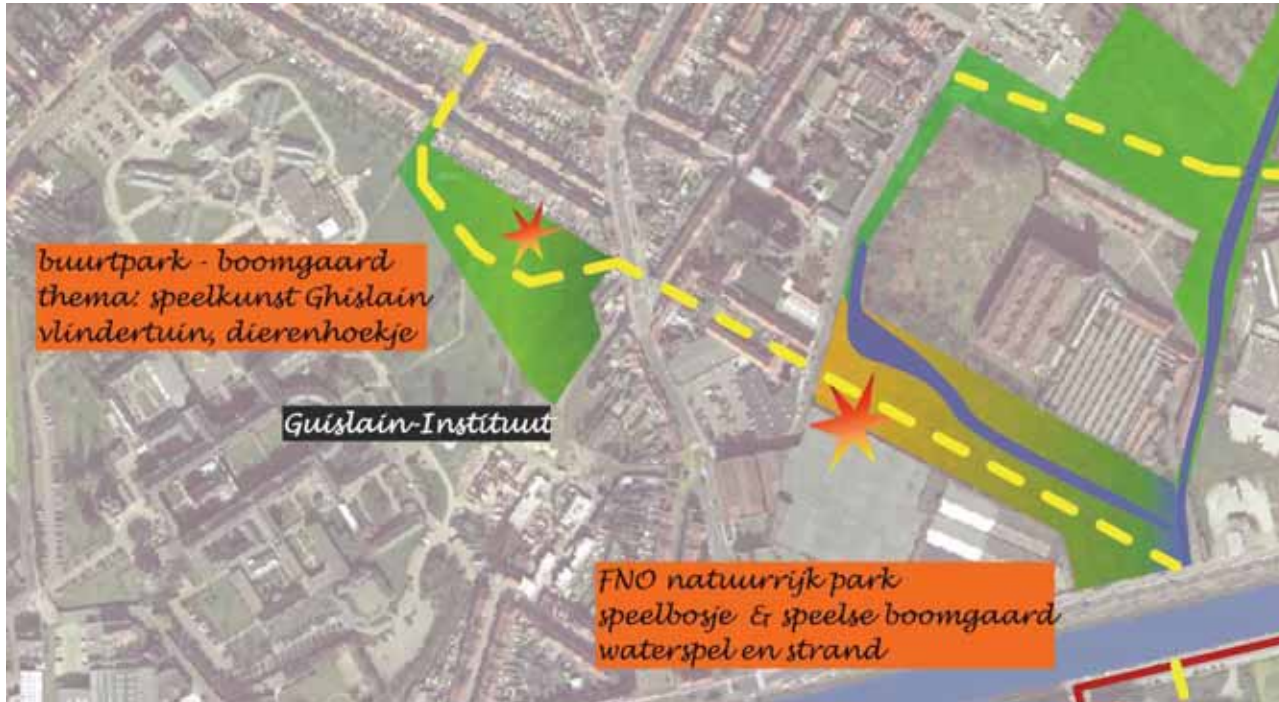 buurtpark - boomgaard
thema: speelkunst Ghislain
vlindertuin, dierenhoekje
Guislain-Instituut
FNO natuurrijk park
speelbosje & speelse boomgaard
waterspel en strand